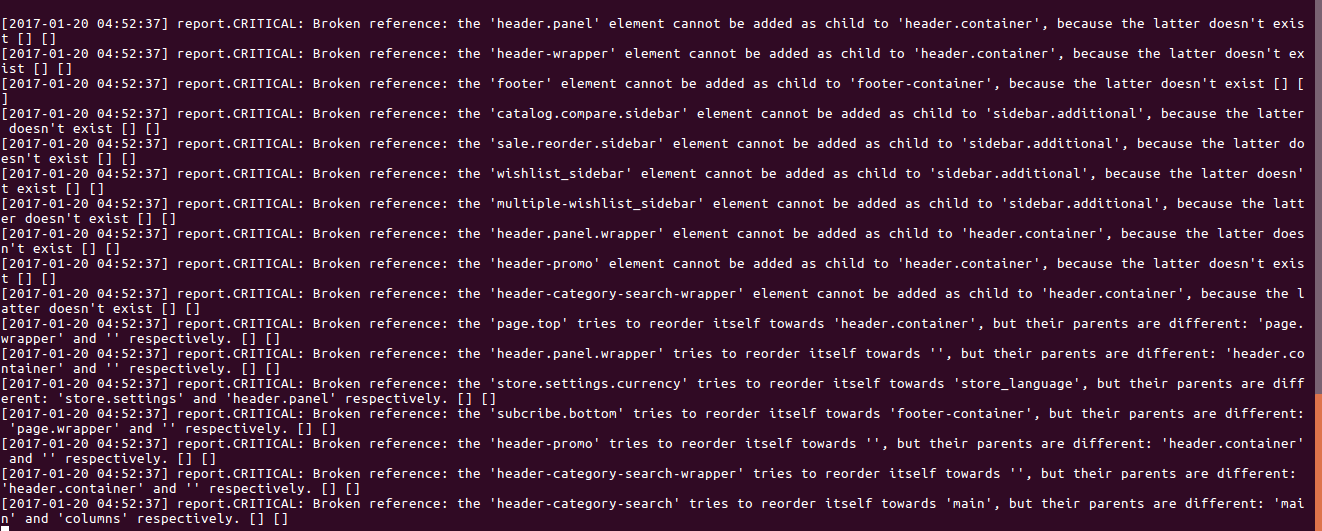 [2017-01-20 04:52:37] report.CRITICAL: Broken reference: the 'header.panel' element cannot be added as child to 'header.container', because the latter doesn't exis
t [] []
[2017-01-20 04:52:37] report.CRITICAL: Broken reference: the 'header-wrapper' element cannot be added as child to 'header.container', because the latter doesn't ex
ist [] []
[2017-01-20 04:52:37] report.CRITICAL: Broken reference: the 'footer' element cannot be added as child to 'footer-container', because the latter doesn't exist [] [
]
[2017-01-20 04:52:37] report.CRITICAL: Broken reference: the 'catalog.compare.sidebar' element cannot be added as child to 'sidebar.additional', because the latter
 doesn't exist [] []
[2017-01-20 04:52:37] report.CRITICAL: Broken reference: the 'sale.reorder.sidebar' element cannot be added as child to 'sidebar.additional', because the latter do
esn't exist [] []
[2017-01-20 04:52:37] report.CRITICAL: Broken reference: the 'wishlist_sidebar' element cannot be added as child to 'sidebar.additional', because the latter doesn'
t exist [] []
[2017-01-20 04:52:37] report.CRITICAL: Broken reference: the 'multiple-wishlist_sidebar' element cannot be added as child to 'sidebar.additional', because the latt
er doesn't exist [] []
[2017-01-20 04:52:37] report.CRITICAL: Broken reference: the 'header.panel.wrapper' element cannot be added as child to 'header.container', because the latter does
n't exist [] []
[2017-01-20 04:52:37] report.CRITICAL: Broken reference: the 'header-promo' element cannot be added as child to 'header.container', because the latter doesn't exis
t [] []
[2017-01-20 04:52:37] report.CRITICAL: Broken reference: the 'header-category-search-wrapper' element cannot be added as child to 'header.container', because the l
atter doesn't exist [] []
[2017-01-20 04:52:37] report.CRITICAL: Broken reference: the 'page.top' tries to reorder itself towards 'header.container', but their parents are different: 'page.
wrapper' and '' respectively. [] []
[2017-01-20 04:52:37] report.CRITICAL: Broken reference: the 'header.panel.wrapper' tries to reorder itself towards '', but their parents are different: 'header.co
ntainer' and '' respectively. [] []
[2017-01-20 04:52:37] report.CRITICAL: Broken reference: the 'store.settings.currency' tries to reorder itself towards 'store_language', but their parents are diff
erent: 'store.settings' and 'header.panel' respectively. [] []
[2017-01-20 04:52:37] report.CRITICAL: Broken reference: the 'subcribe.bottom' tries to reorder itself towards 'footer-container', but their parents are different:
 'page.wrapper' and '' respectively. [] []
[2017-01-20 04:52:37] report.CRITICAL: Broken reference: the 'header-promo' tries to reorder itself towards '', but their parents are different: 'header.container'
 and '' respectively. [] []
[2017-01-20 04:52:37] report.CRITICAL: Broken reference: the 'header-category-search-wrapper' tries to reorder itself towards '', but their parents are different:
'header.container' and '' respectively. [] []
[2017-01-20 04:52:37] report.CRITICAL: Broken reference: the 'header-category-search' tries to reorder itself towards 'main', but their parents are different: 'mai
n' and 'columns' respectively. [] []